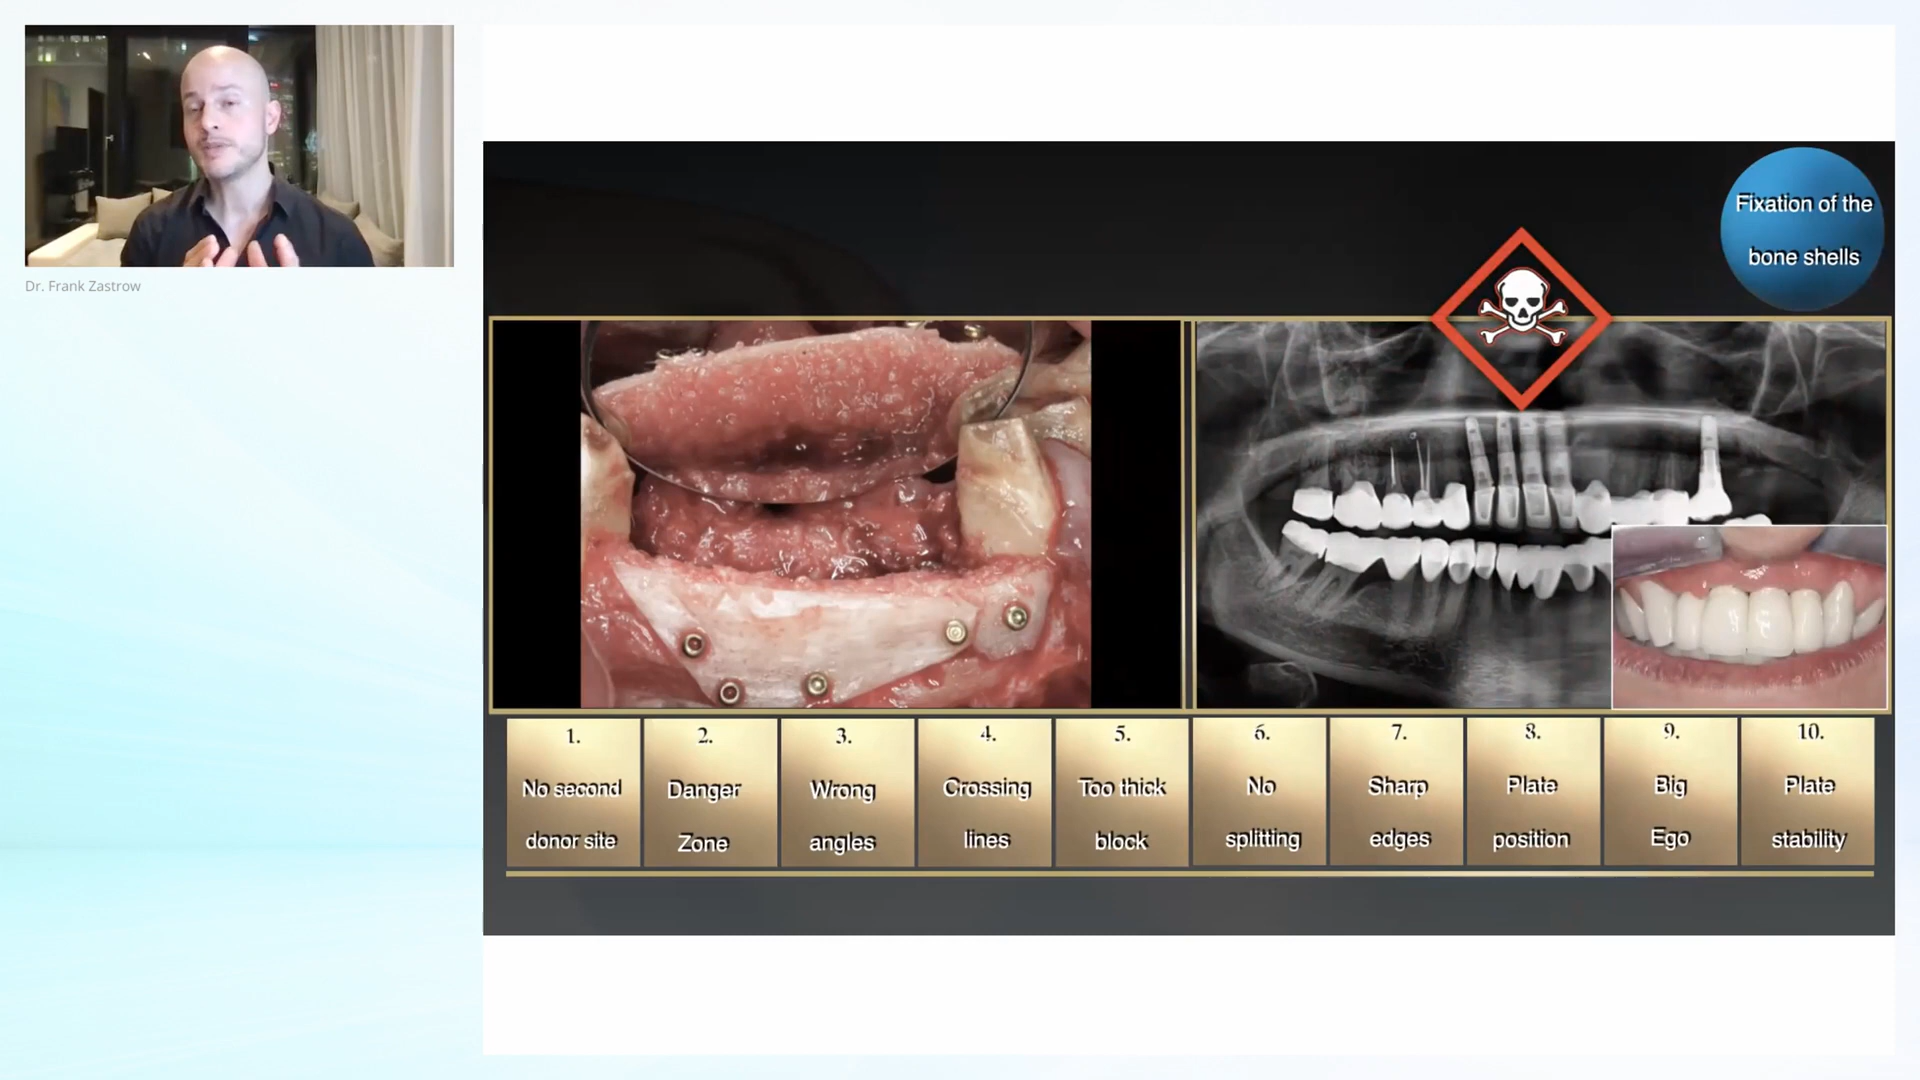 Dr. Frank Zastrow
Fixation of the
bone shells
1.
No second
donor site
2.
Danger
Zone
3.
Wrong
angles
4.
Crossing
lines
5.
Too thick
block
6.
No
splitting
7.
Sharp
edges
8.
Plate
position
9.
Big
Ego
10.
Plate
stability